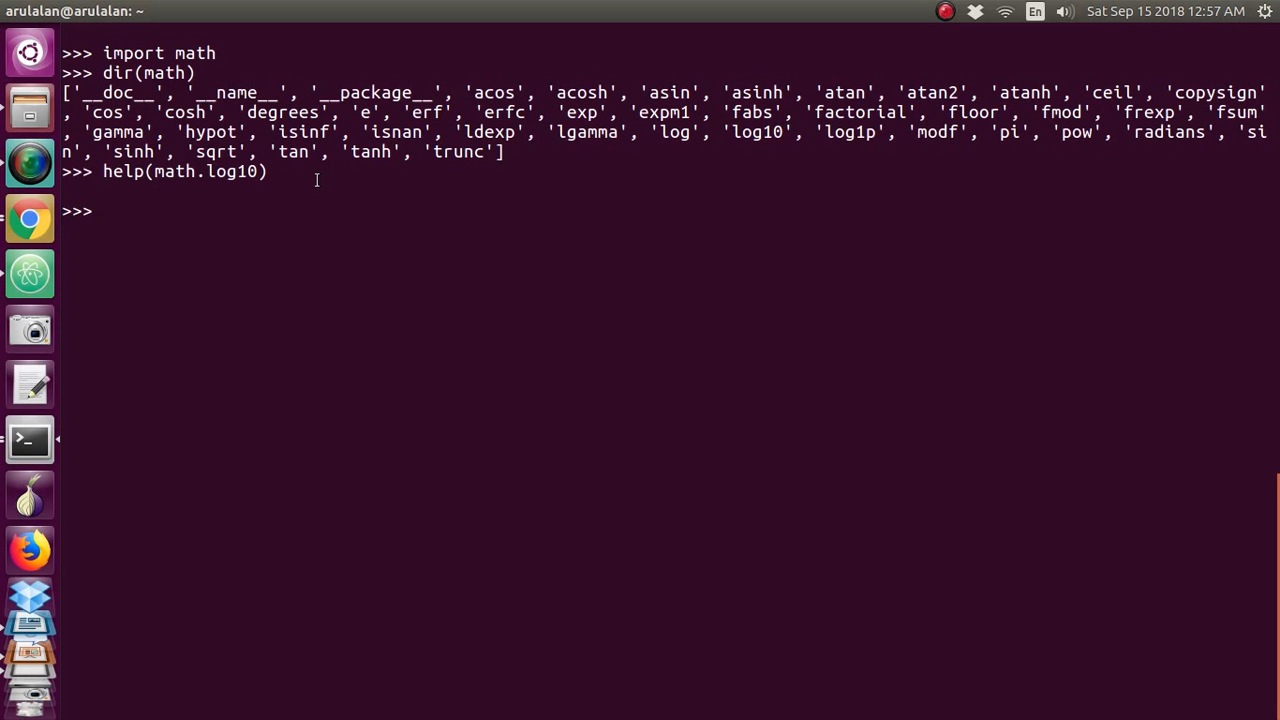 arulalan@arulalan: ~
En
Sat Sep 15 2018 12:57 AM
>>> import math
>>> dir(math)
['__doc__', '__name__', '__package__', 'acos', 'acosh', 'asin', 'asinh', 'atan', 'atan2', 'atanh', 'ceil', 'copysign'
, 'cos', 'cosh', 'degrees', 'e', 'erf', 'erfc', 'exp', 'expm1', 'fabs', 'factorial', 'floor', 'fmod', 'frexp', 'fsum'
, 'gamma', 'hypot', 'isinf', 'isnan', 'ldexp', 'lgamma', 'log', 'log10', 'log1p', 'modf', 'pi', 'pow', 'radians', 'si
n', 'sinh', 'sqrt', 'tan', 'tanh', 'trunc']
>>> help(math.log10)
>>>